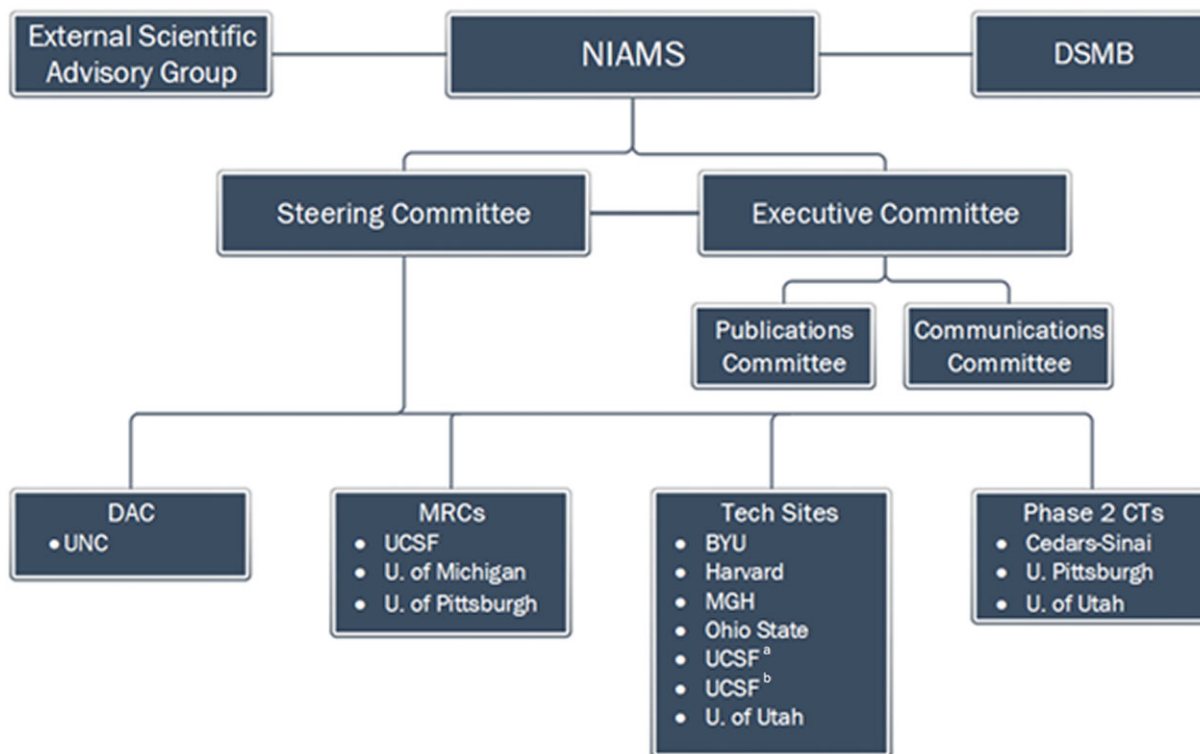 External Scientific
Advisory Group
NIAMS
DSMB
Steering Committee
Executive Committee
Publications
Committee
Communications
Committee
DAC
• UNC
MRCs
• UCSF
• U. of Michigan
• U. of Pittsburgh
Tech Sites
• BYU
• Harvard
• MGH
• Ohio State
• UCSF a
• UCSF b
• U. of Utah
Phase 2 CTs
• Cedars-Sinai
• U. Pittsburgh
• U. of Utah